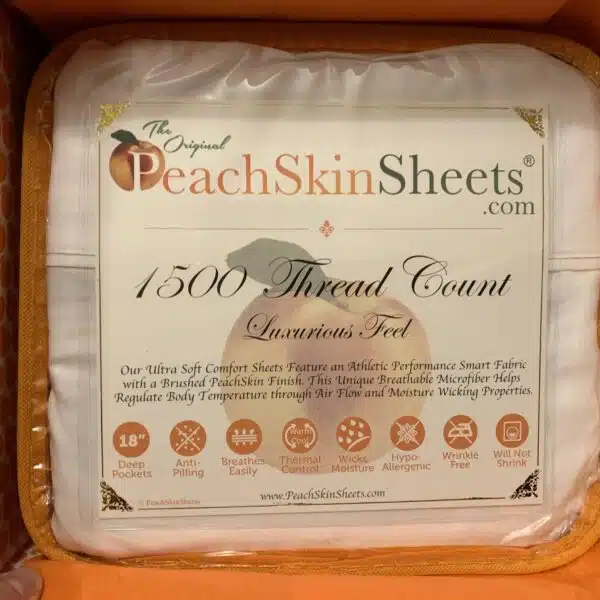 The Original
PeachSkinSheets®
.com
1500 Thread Count
Luxurious Feel
Our Ultra Soft Comfort Sheets Feature an Athletic Performance Smart Fabric
with a Brushed PeachSkin Finish. This Unique Breathable Microfiber Helps
Regulate Body Temperature through Air Flow and Moisture Wicking Properties.
18"
Deep
Pockets
Anti-
Pilling
Breathes
Easily
Warm
Cool
Thermal
Control
Wicks
Moisture
Hypo-
Allergenic
Wrinkle
Free
Will Not
Shrink
© PeachSkinSheets
www.PeachSkinSheets.com